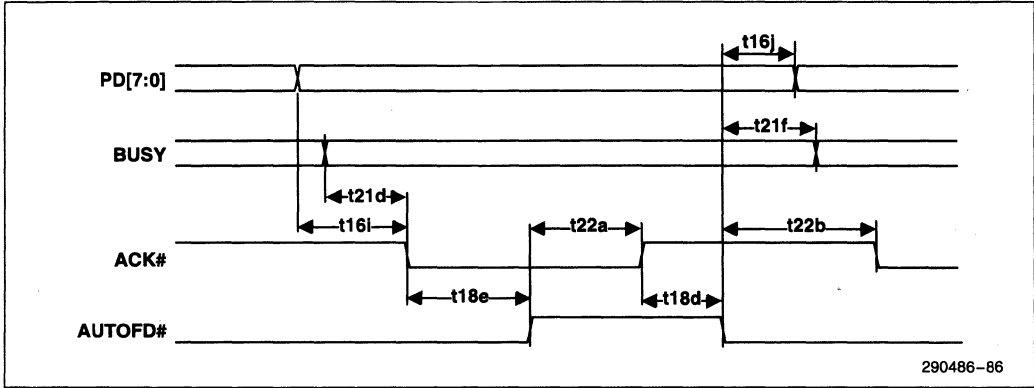 t16j
PD[7:0]
t21f
BUSY
t21d
t16i
t22a
t22b
ACK#
t18e
t18d
AUTOFD#
290486-86